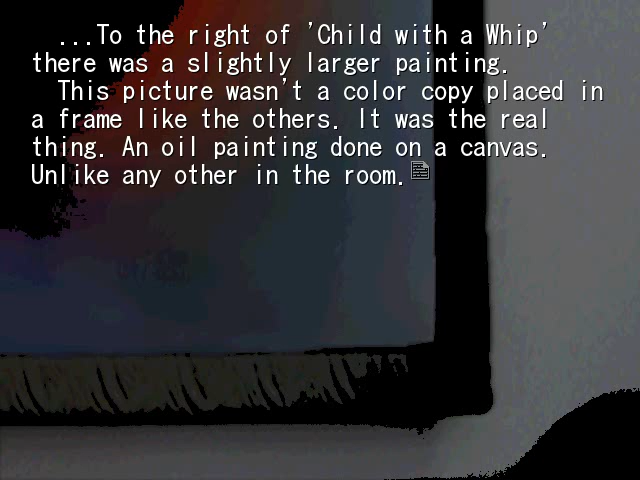 ...To the right of 'Child with a Whip'
there was a slightly larger painting.
This picture wasn't a color copy placed in
a frame like the others. It was the real
thing. An oil painting done on a canvas.
Unlike any other in the room.